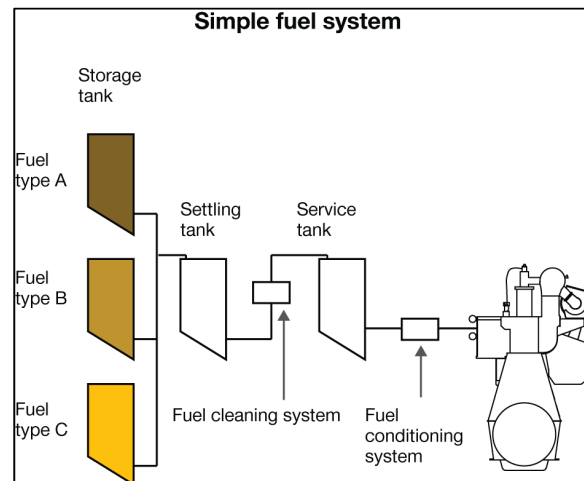 Simple fuel system
Storage
tank
Fuel
type A
Settling
tank
Service
tank
Fuel
type B
Fuel
type C
Fuel cleaning system
Fuel
conditioning
system